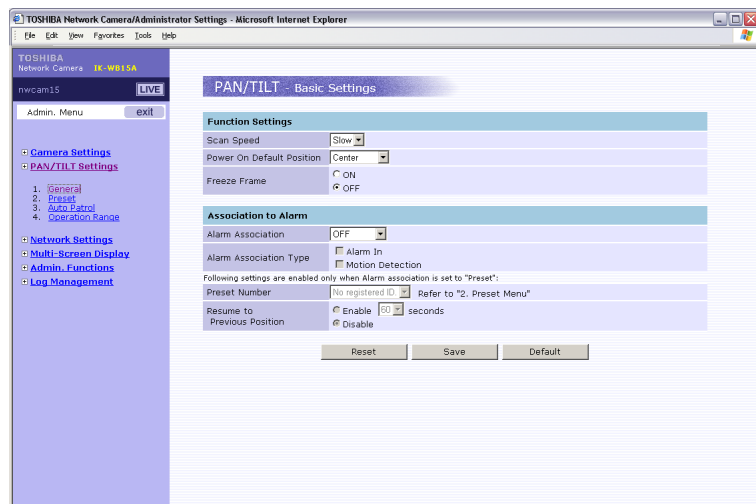 TOSHIBA Network Camera/Administrator Settings - Microsoft Internet Explorer
File Edit View Favorites Tools Help
TOSHIBA
Network Camera IK-WB15A
nwcam15 LIVE
Admin. Menu exit
Camera Settings
PAN/TILT Settings
1. General
2. Preset
3. Auto Patrol
4. Operation Range
Network Settings
Multi-Screen Display
Admin. Functions
Log Management
PAN/TILT - Basic Settings
Function Settings
Scan Speed Slow
Power On Default Position Center
Freeze Frame ON
OFF
Association to Alarm
Alarm Association OFF
Alarm Association Type Alarm In
Motion Detection
Following settings are enabled only when Alarm association is set to "Preset":
Preset Number No registered ID. Refer to "2. Preset Menu"
Resume to
Previous Position Enable 60 seconds
Disable
Reset Save Default